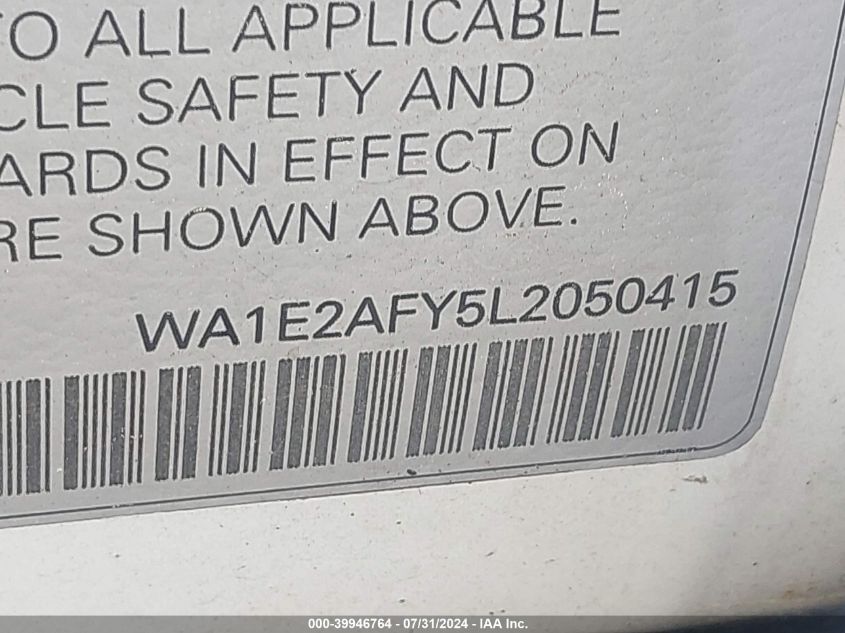 TO ALL APPLICABLE
CLE SAFETY AND
ARDS IN EFFECT ON
RE SHOWN ABOVE.
WA1E2AFY5L2050415
000-39946764 - 07/31/2024 - IAA Inc.